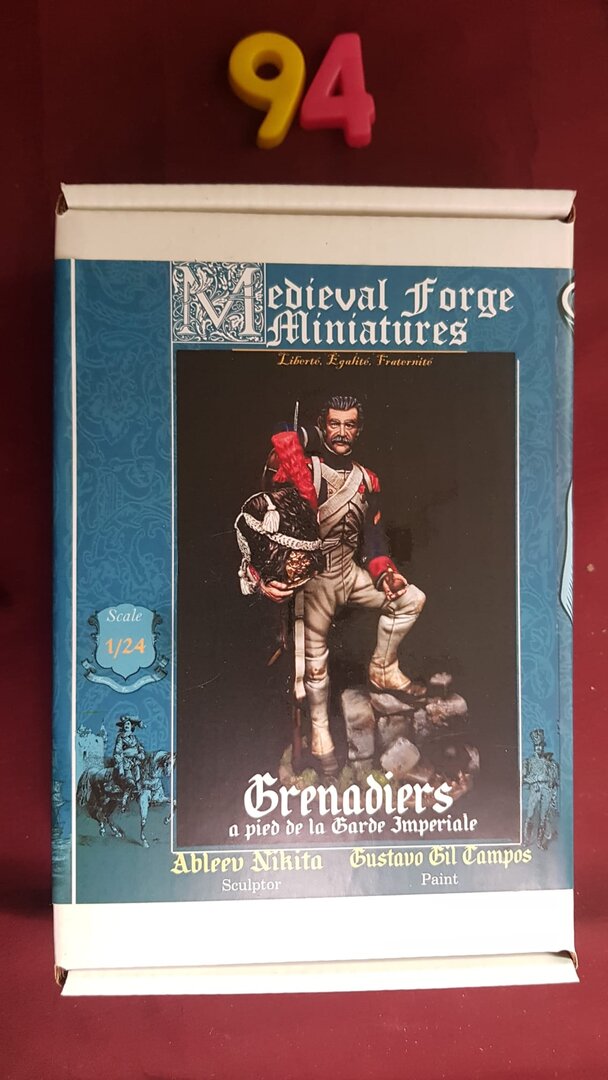 94
Medieval Forge
Miniatures
Liberté, Égalité, Fraternité
Scale
1/24
Grenadiers
a pied de la Garde Imperiale
Ableev Nikita
Sculptor
Gustavo Gil Campos
Paint